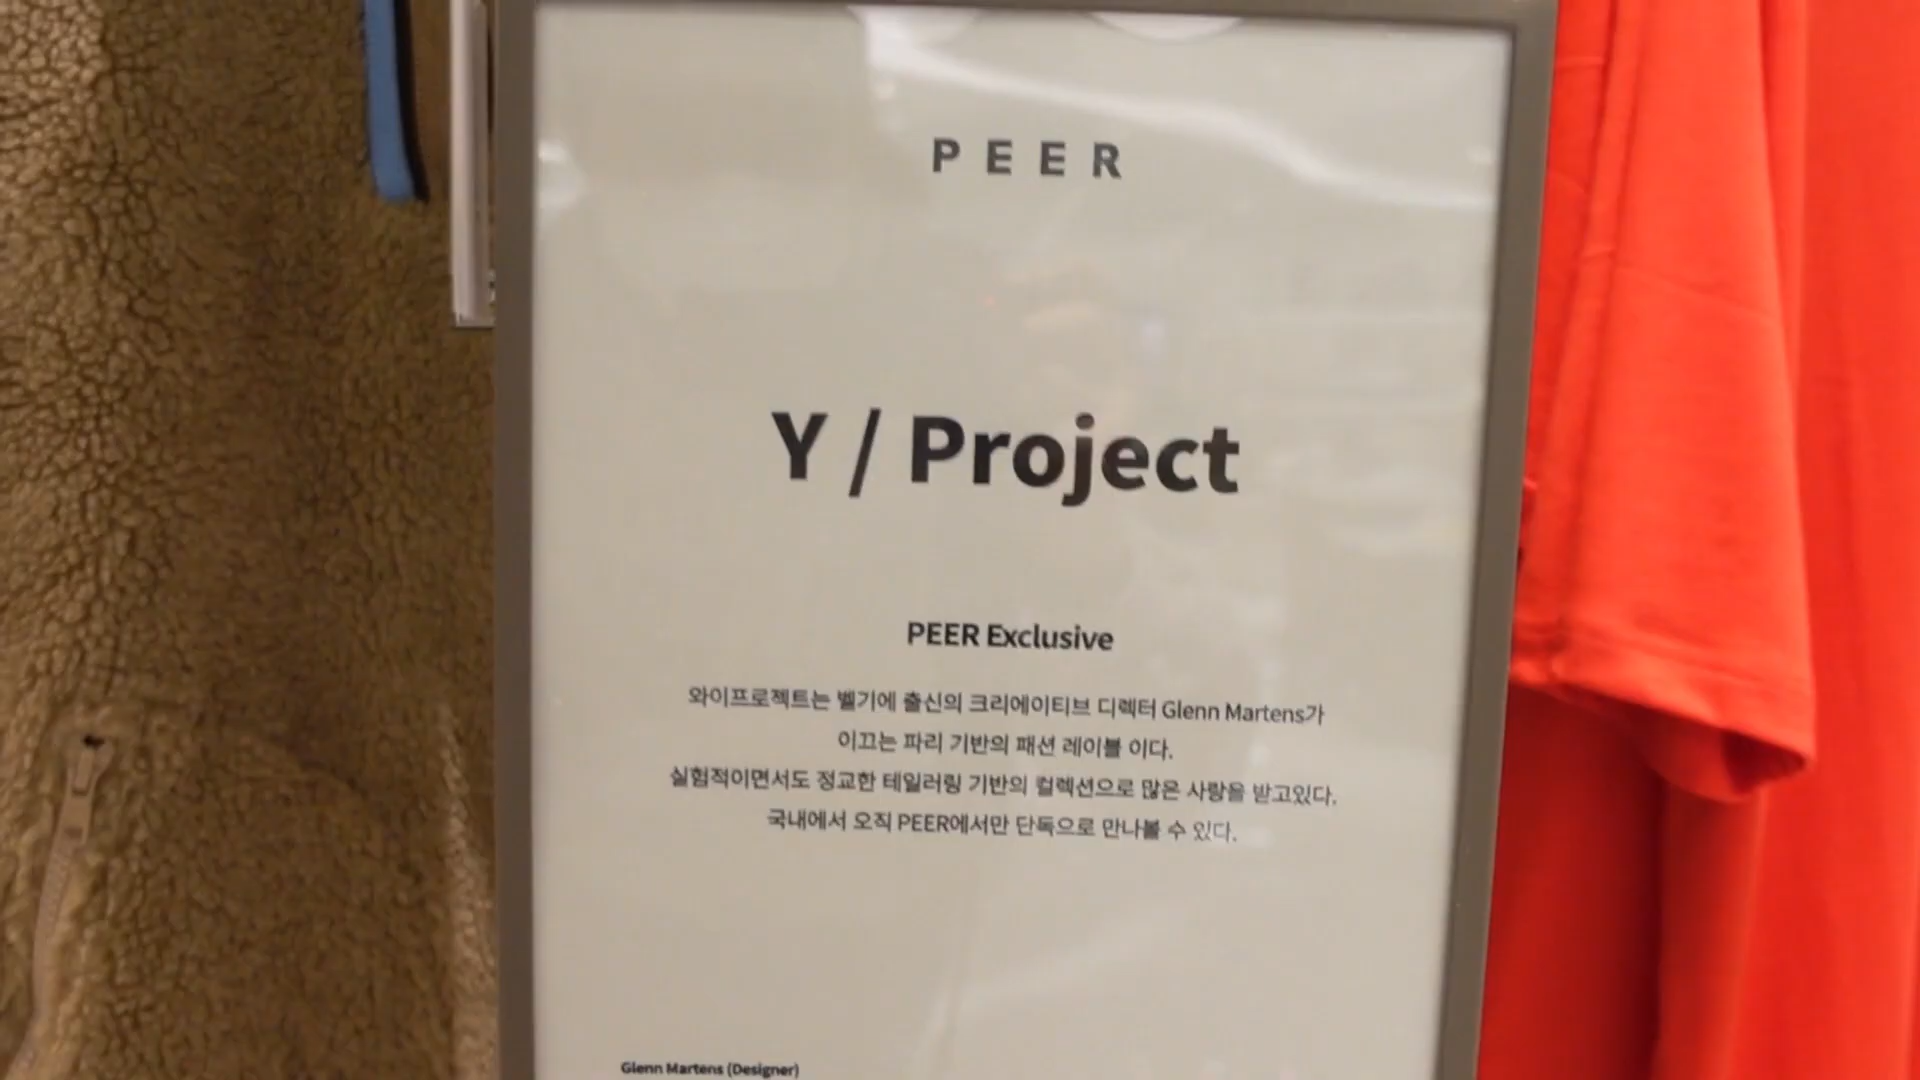 PEER
Y / Project
PEER Exclusive
와이프로젝트는 벨기에 출신의 크리에이티브 디렉터 Glenn Martens가
이끄는 파리 기반의 패션 레이블 이다.
실험적이면서도 정교한 테일러링 기반의 컬렉션으로 많은 사랑을 받고있다.
국내에서 오직 PEER에서만 단독으로 만나볼 수 있다.
Glenn Martens (Designer)